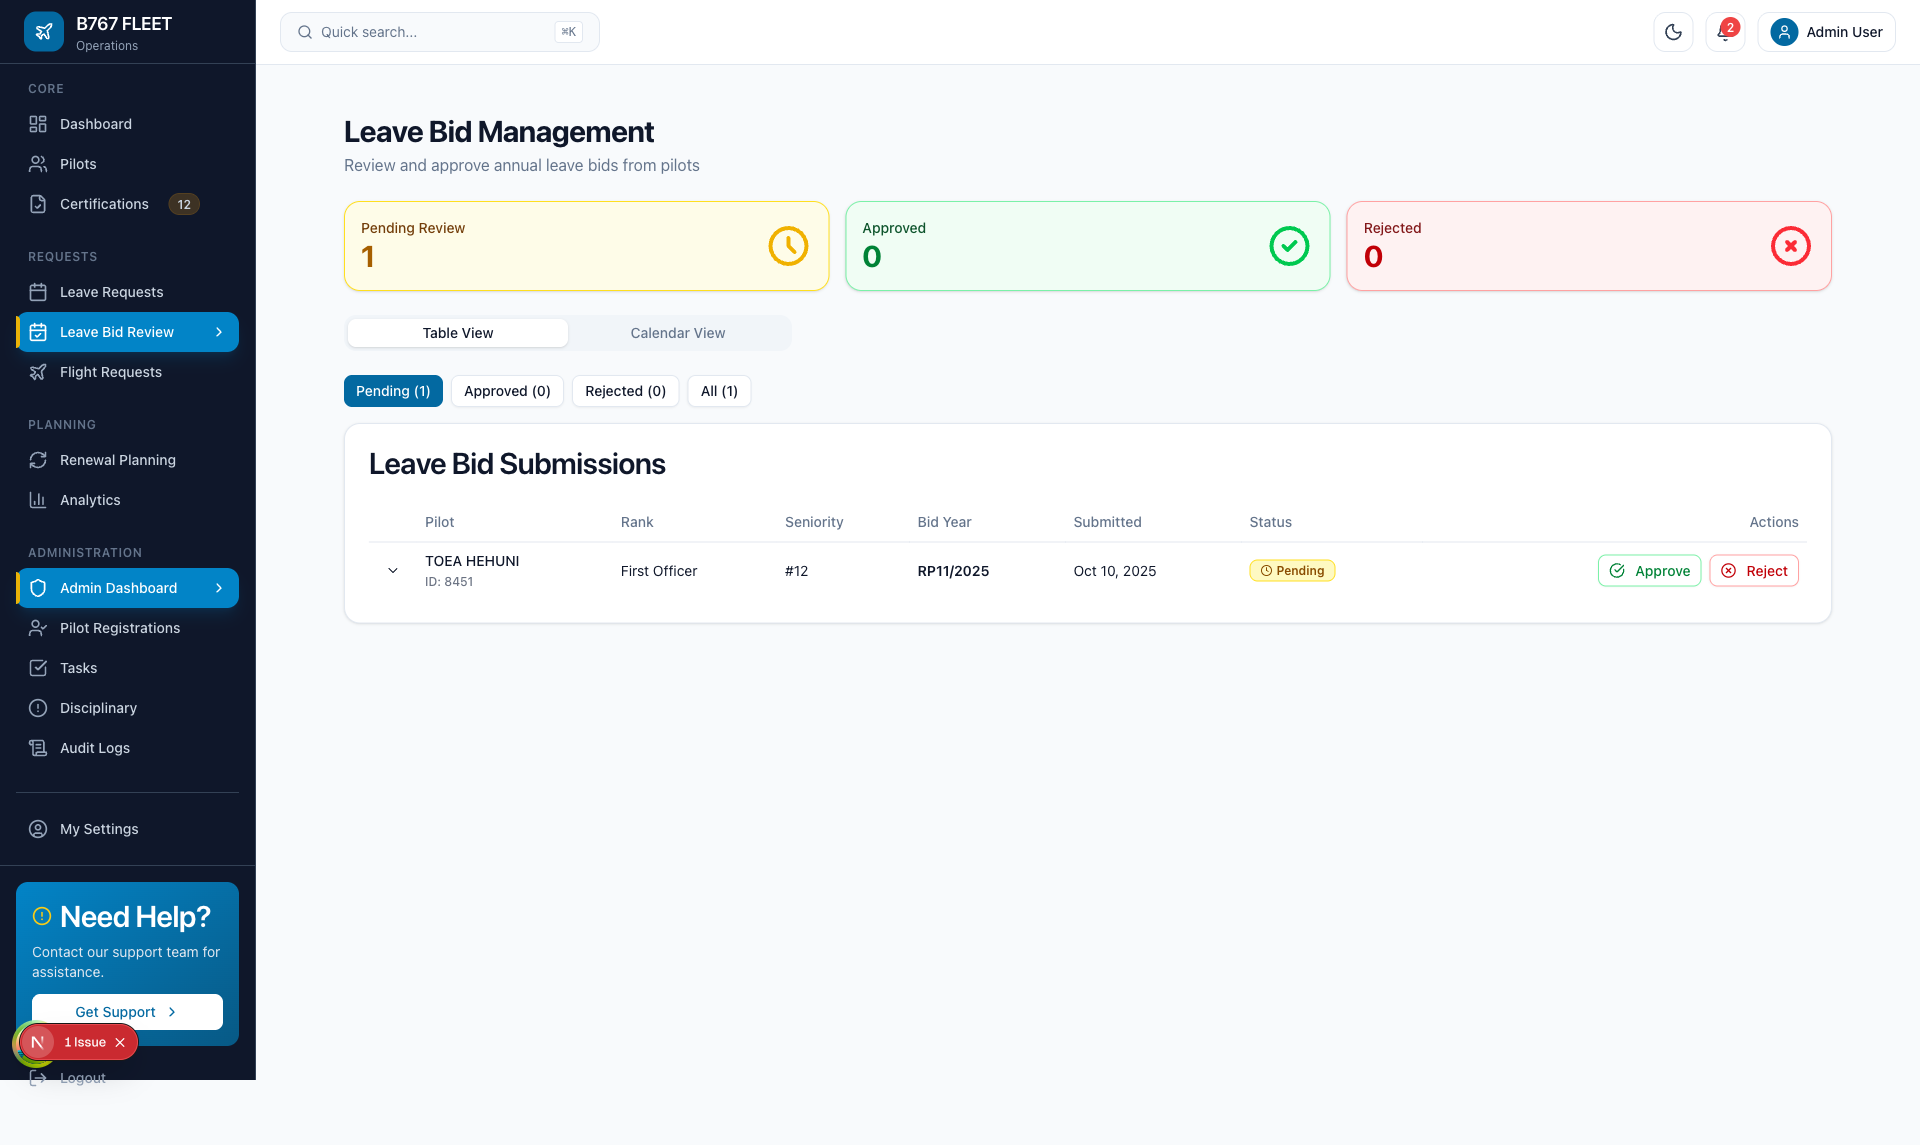 B767 FLEET
Operations
Quick search...
⌘K
2
Admin User
CORE
Dashboard
Pilots
Certifications 12
REQUESTS
Leave Requests
Leave Bid Review
Flight Requests
PLANNING
Renewal Planning
Analytics
ADMINISTRATION
Admin Dashboard
Pilot Registrations
Tasks
Disciplinary
Audit Logs
My Settings
Need Help?
Contact our support team for
assistance.
Get Support
N 1 Issue
Logout
Leave Bid Management
Review and approve annual leave bids from pilots
Pending Review
1
Approved
0
Rejected
0
Table View Calendar View
Pending (1) Approved (0) Rejected (0) All (1)
Leave Bid Submissions
Pilot Rank Seniority Bid Year Submitted Status Actions
TOEA HEHUNI
ID: 8451
First Officer #12 RP11/2025 Oct 10, 2025 Pending Approve Reject